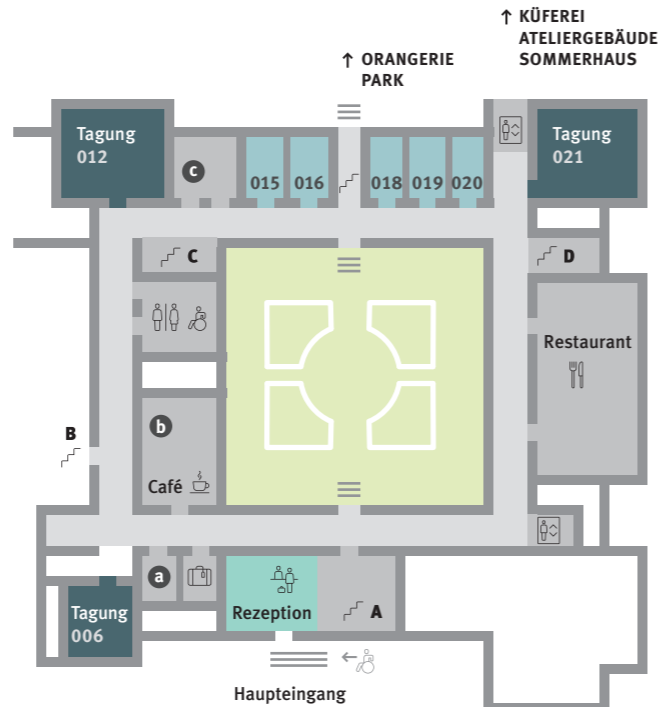 ↑ KÜFEREI
ATELIERGEBÄUDE
SOMMERHAUS
↑ ORANGERIE
PARK
Tagung
012
c
015
016
018
019
020
Tagung
021
C
D
Restaurant
B
b
Café
a
Tagung
006
Rezeption
A
←
Haupteingang